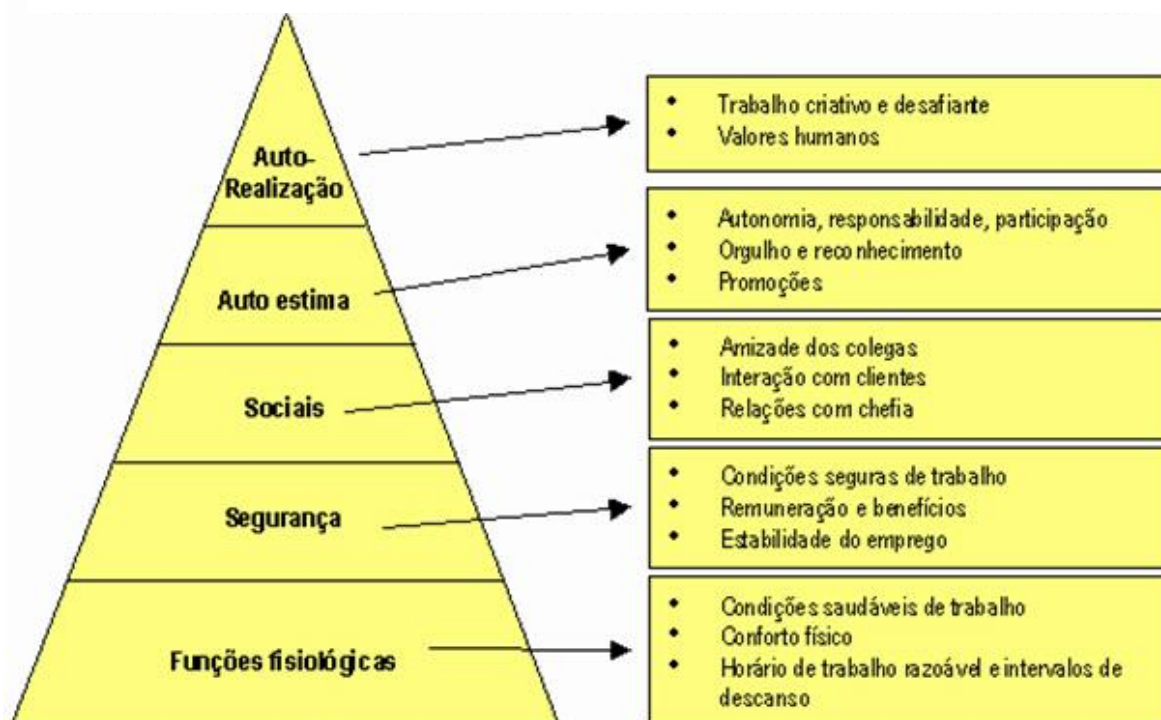 Auto-
Realização
• Trabalho criativo e desafiante
• Valores humanos
Auto estima
• Autonomia, responsabilidade, participação
• Orgulho e reconhecimento
• Promoções
Sociais
• Amizade dos colegas
• Interação com clientes
• Relações com chefia
Segurança
• Condições seguras de trabalho
• Remuneração e benefícios
• Estabilidade do emprego
Funções fisiológicas
• Condições saudáveis de trabalho
• Conforto físico
• Horário de trabalho razoável e intervalos de
descanso